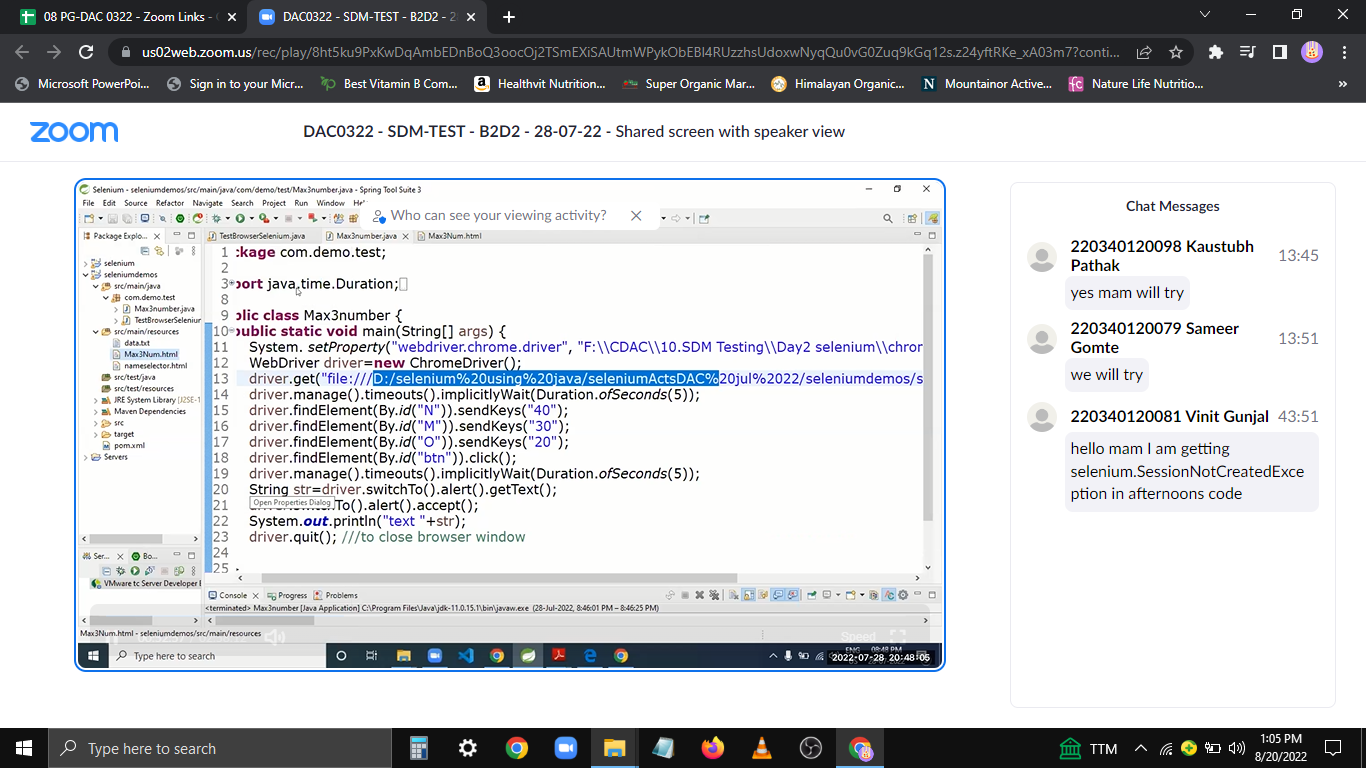 08 PG-DAC 0322 - Zoom Links -
DAC0322 - SDM-TEST - B2D2 - 2
us02web.zoom.us/rec/play/8ht5ku9PxKwDqAmbEDnBoQ3oocOj2TSmEXiSAUtmWPykObEBl4RUzzhsUdoxwNyqQu0vG0Zuq9kGq12s.z24yftRKe_xA03m7?conti...
Microsoft PowerPoi... Sign in to your Micr... Best Vitamin B Com... Healthvit Nutrition... Super Organic Mar... Himalayan Organic... Mountainor Active... Nature Life Nutritio...
zoom
DAC0322 - SDM-TEST - B2D2 - 28-07-22 - Shared screen with speaker view
Selenium - seleniumdemos/src/main/java/com/demo/test/Max3number.java - Spring Tool Suite 3
File Edit Source Refactor Navigate Search Project Run Window
Who can see your viewing activity?
Package Explo...
selenium
seleniumdemos
src/main/java
com.demo.test
Max3number.java
TestBrowserSeleniun
src/main/resources
data.txt
Max3Num.html
nameselector.html
src/test/java
src/test/resources
JRE System Library [J2SE-1
Maven Dependencies
src
target
pom.xml
Servers
Ser... Bo...
VMware tc Server Developer
TestBrowserSelenium.java Max3number.java Max3Num.html
1 kage com.demo.test;
2
3 port java.time.Duration;
8
9 blic class Max3number {
10 public static void main(String[] args) {
11 System. setProperty("webdriver.chrome.driver", "F:\\CDAC\\10.SDM Testing\\Day2 selenium\\chron
12 WebDriver driver=new ChromeDriver();
13 driver.get("file:///D:/selenium%20using%20java/seleniumActsDAC%20jul%2022/seleniumdemos/s
14 driver.manage().timeouts().implicitlyWait(Duration.ofSeconds(5));
15 driver.findElement(By.id("N")).sendKeys("40");
16 driver.findElement(By.id("M")).sendKeys("30");
17 driver.findElement(By.id("O")).sendKeys("20");
18 driver.findElement(By.id("btn")).click();
19 driver.manage().timeouts().implicitlyWait(Duration.ofSeconds(5));
20 String str=driver.switchTo().alert().getText();
Open Properties Dialog
21 To().alert().accept();
22 System.out.println("text "+str);
23 driver.quit(); ///to close browser window
24
25
Console Progress Problems
<terminated> Max3number [Java Application] C:\Program Files\Java\jdk-11.0.15.1\bin\javaw.exe (28-Jul-2022, 8:46:01 PM – 8:46:25 PM)
Max3Num.html - seleniumdemos/src/main/resources
Speed
Type here to search
ENG 08:48 PM
2022-07-28 20:48:05
Chat Messages
220340120098 Kaustubh Pathak 13:45
yes mam will try
220340120079 Sameer Gomte 13:51
we will try
220340120081 Vinit Gunjal 43:51
hello mam I am getting
selenium.SessionNotCreatedExce
ption in afternoons code
Type here to search
TTM
1:05 PM
8/20/2022